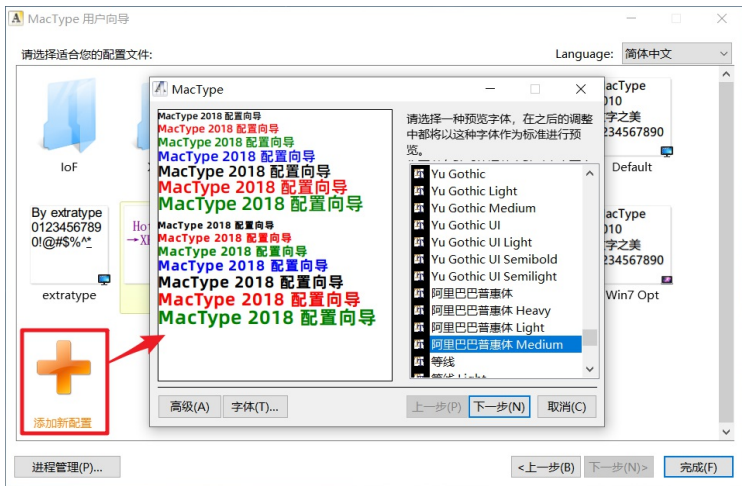 MacType 用户向导
请选择适合您的配置文件:
Language: 简体中文
IoF
Default
234567890
By extratype
0123456789
0!@#$%^*
extratype
字之美
234567890
Win7 Opt
添加新配置
MacType
MacType 2018 配置向导
MacType 2018 配置向导
MacType 2018 配置向导
MacType 2018 配置向导
MacType 2018 配置向导
MacType 2018 配置向导
MacType 2018 配置向导
MacType 2018 配置向导
MacType 2018 配置向导
MacType 2018 配置向导
MacType 2018 配置向导
MacType 2018 配置向导
MacType 2018 配置向导
MacType 2018 配置向导
请选择一种预览字体，在之后的调整
中都将以这种字体作为标准进行预
览。
Yu Gothic
Yu Gothic Light
Yu Gothic Medium
Yu Gothic UI
Yu Gothic UI Light
Yu Gothic UI Semibold
Yu Gothic UI Semilight
阿里巴巴普惠体
阿里巴巴普惠体 Heavy
阿里巴巴普惠体 Light
阿里巴巴普惠体 Medium
等线
高级(A)
字体(T)...
上一步(P)
下一步(N)
取消(C)
进程管理(P)...
<上一步(B)
下一步(N)>
完成(F)